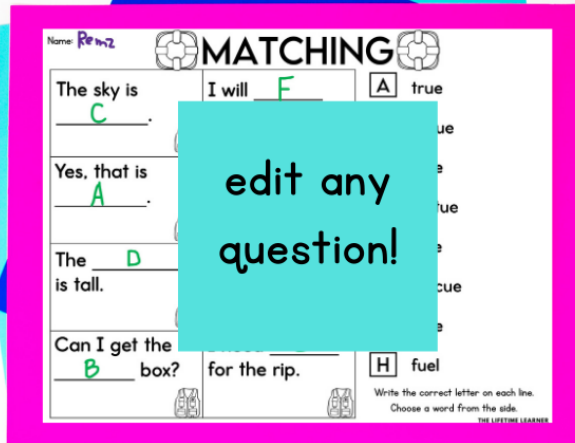 Name: Remz
MATCHING
The sky is
C.
Yes, that is
A.
The D
is tall.
Can I get the
B box?
I will F
for the rip.
edit any
question!
A true
ue
e
tue
e
cue
e
H fuel
Write the correct letter on each line.
Choose a word from the side.
THE LIFETIME LEARNER